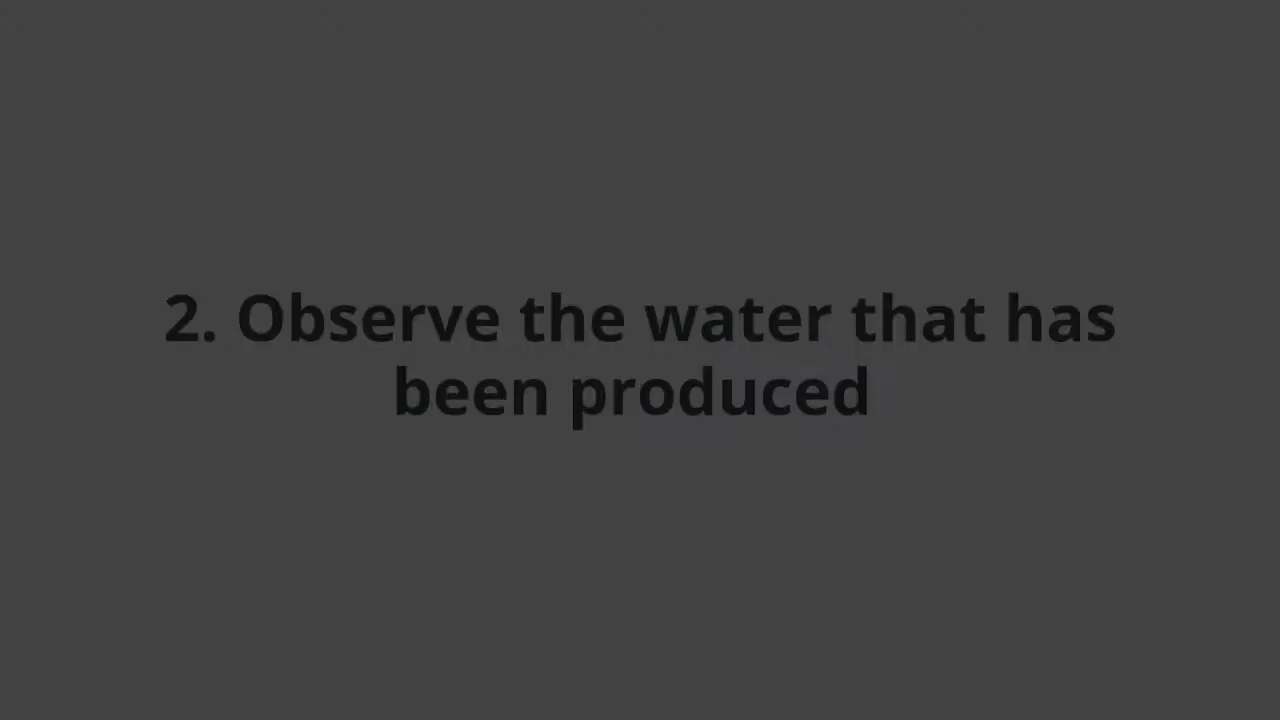 2. Observe the water that has
been produced